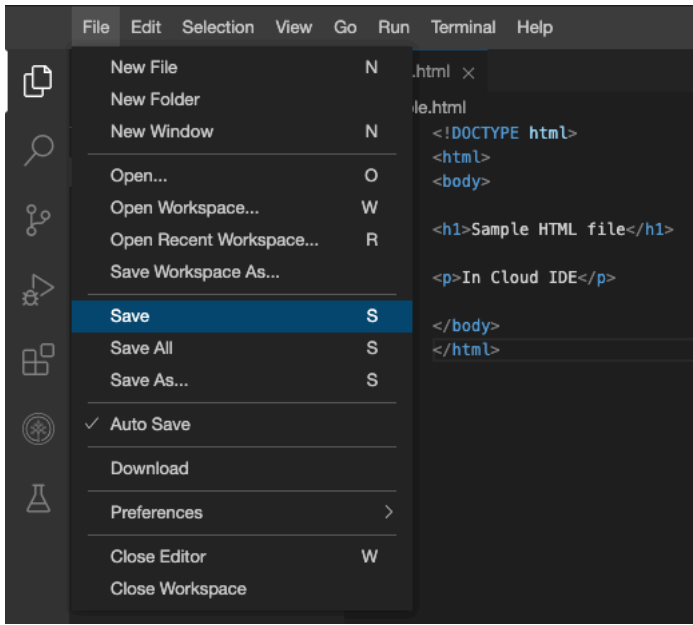 File Edit Selection View Go Run Terminal Help
New File N
New Folder
New Window N
Open... O
Open Workspace... W
Open Recent Workspace... R
Save Workspace As...
Save S
Save All S
Save As... S
Auto Save
Download
Preferences
Close Editor W
Close Workspace
.html
le.html
<!DOCTYPE html>
<html>
<body>
<h1>Sample HTML file</h1>
<p>In Cloud IDE</p>
</body>
</html>